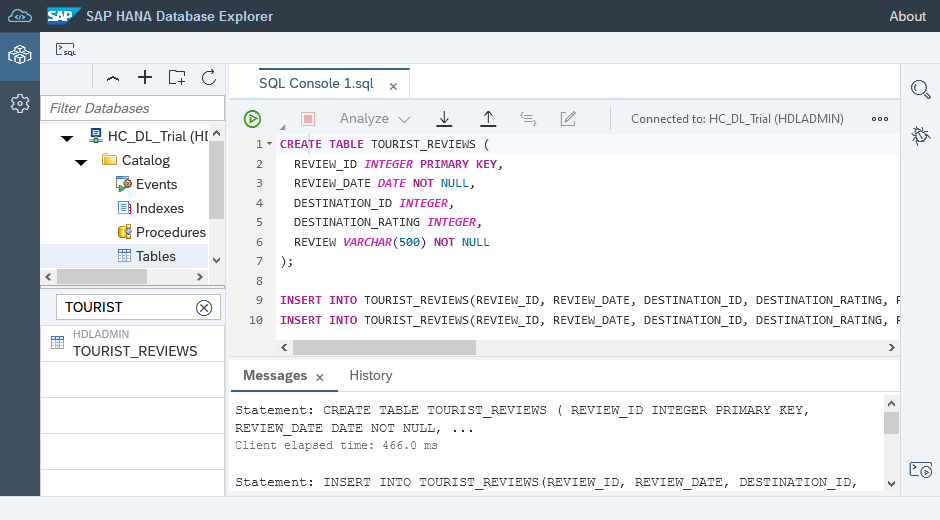 SAP SAP HANA Database Explorer About
SQL
SQL Console 1.sql
Filter Databases
Analyze Connected to: HC_DL_Trial (HDLADMIN)
HC_DL_Trial (HD
Catalog
Events
Indexes
Procedures
Tables
1 CREATE TABLE TOURIST_REVIEWS (
2 REVIEW_ID INTEGER PRIMARY KEY,
3 REVIEW_DATE DATE NOT NULL,
4 DESTINATION_ID INTEGER,
5 DESTINATION_RATING INTEGER,
6 REVIEW VARCHAR(500) NOT NULL
7 );
8
9 INSERT INTO TOURIST_REVIEWS(REVIEW_ID, REVIEW_DATE, DESTINATION_ID, DESTINATION_RATING, R
10 INSERT INTO TOURIST_REVIEWS(REVIEW_ID, REVIEW_DATE, DESTINATION_ID, DESTINATION_RATING, R
TOURIST
HDLADMIN
TOURIST_REVIEWS
Messages History
Statement: CREATE TABLE TOURIST_REVIEWS ( REVIEW_ID INTEGER PRIMARY KEY,
REVIEW_DATE DATE NOT NULL, ...
Client elapsed time: 466.0 ms
Statement: INSERT INTO TOURIST_REVIEWS(REVIEW_ID, REVIEW_DATE, DESTINATION_ID,